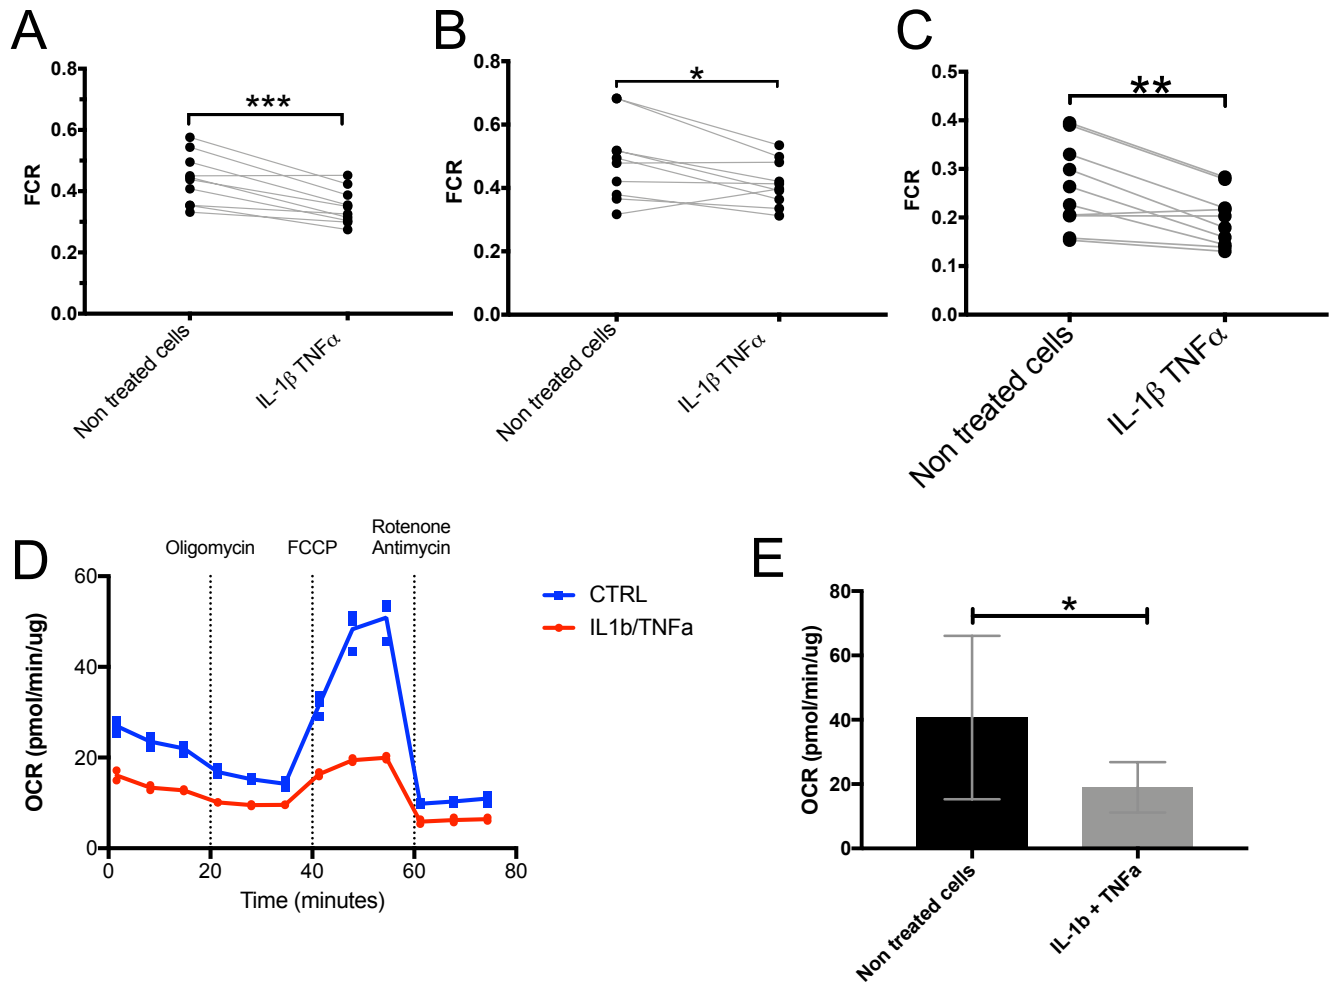 A
0.8
0.6
0.4
0.2
0.0
FCR
***
Non treated cells
IL-1β TNFα
B
0.8
0.6
0.4
0.2
0.0
FCR
*
Non treated cells
IL-1β TNFα
C
0.5
0.4
0.3
0.2
0.1
0.0
FCR
**
Non treated cells
IL-1β TNFα
D
Oligomycin
FCCP
Rotenone
Antimycin
60
40
20
0
OCR (pmol/min/ug)
0
20
40
60
80
Time (minutes)
CTRL
IL1b/TNFa
E
80
60
40
20
0
OCR (pmol/min/ug)
*
Non treated cells
IL-1b + TNFa